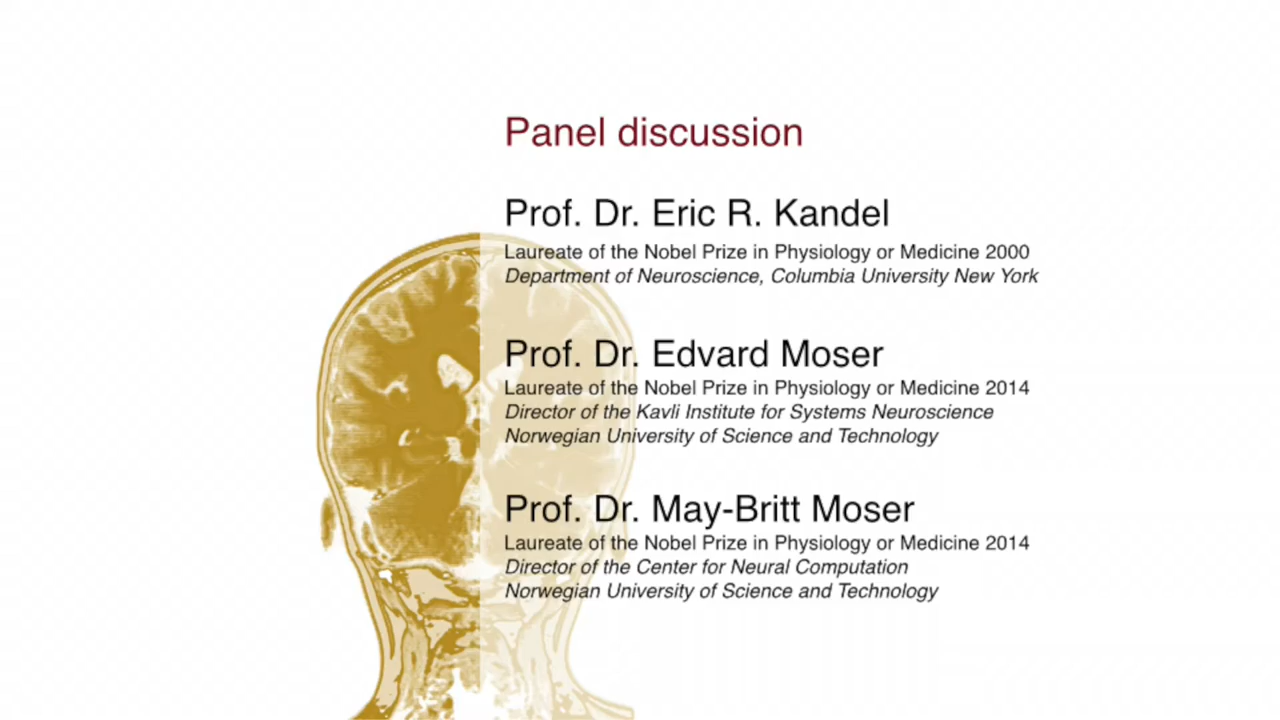 Panel discussion
Prof. Dr. Eric R. Kandel
Laureate of the Nobel Prize in Physiology or Medicine 2000
Department of Neuroscience, Columbia University New York
Prof. Dr. Edvard Moser
Laureate of the Nobel Prize in Physiology or Medicine 2014
Director of the Kavli Institute for Systems Neuroscience
Norwegian University of Science and Technology
Prof. Dr. May-Britt Moser
Laureate of the Nobel Prize in Physiology or Medicine 2014
Director of the Center for Neural Computation
Norwegian University of Science and Technology